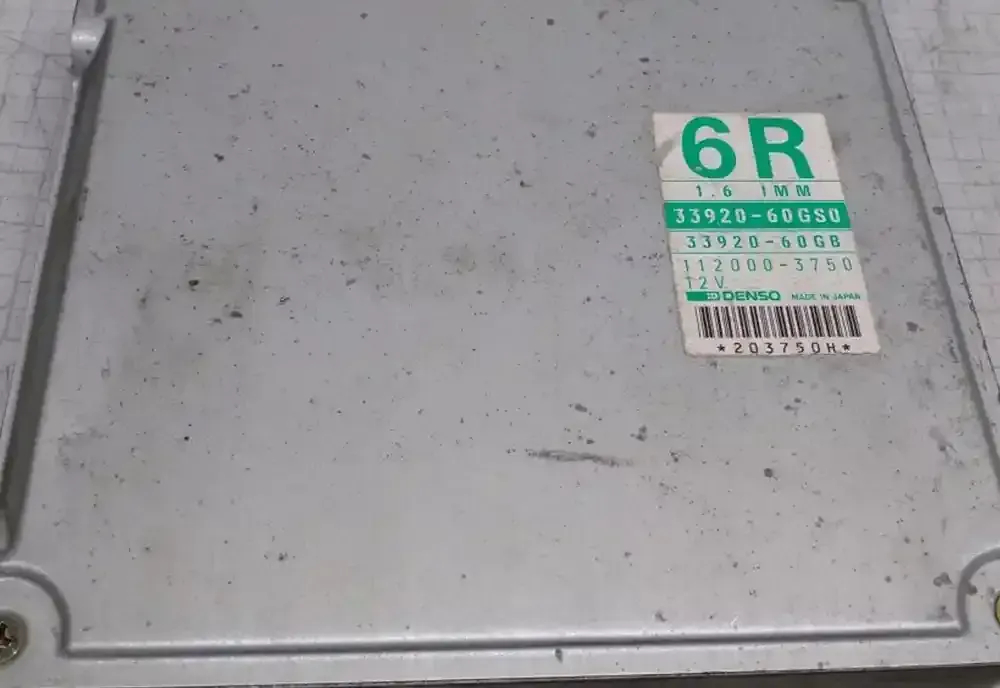 6R
1.6 IMM
33920-60GS0
33920-60GB
112000-3750
12V
DENSO MADE IN JAPAN
*203750H*